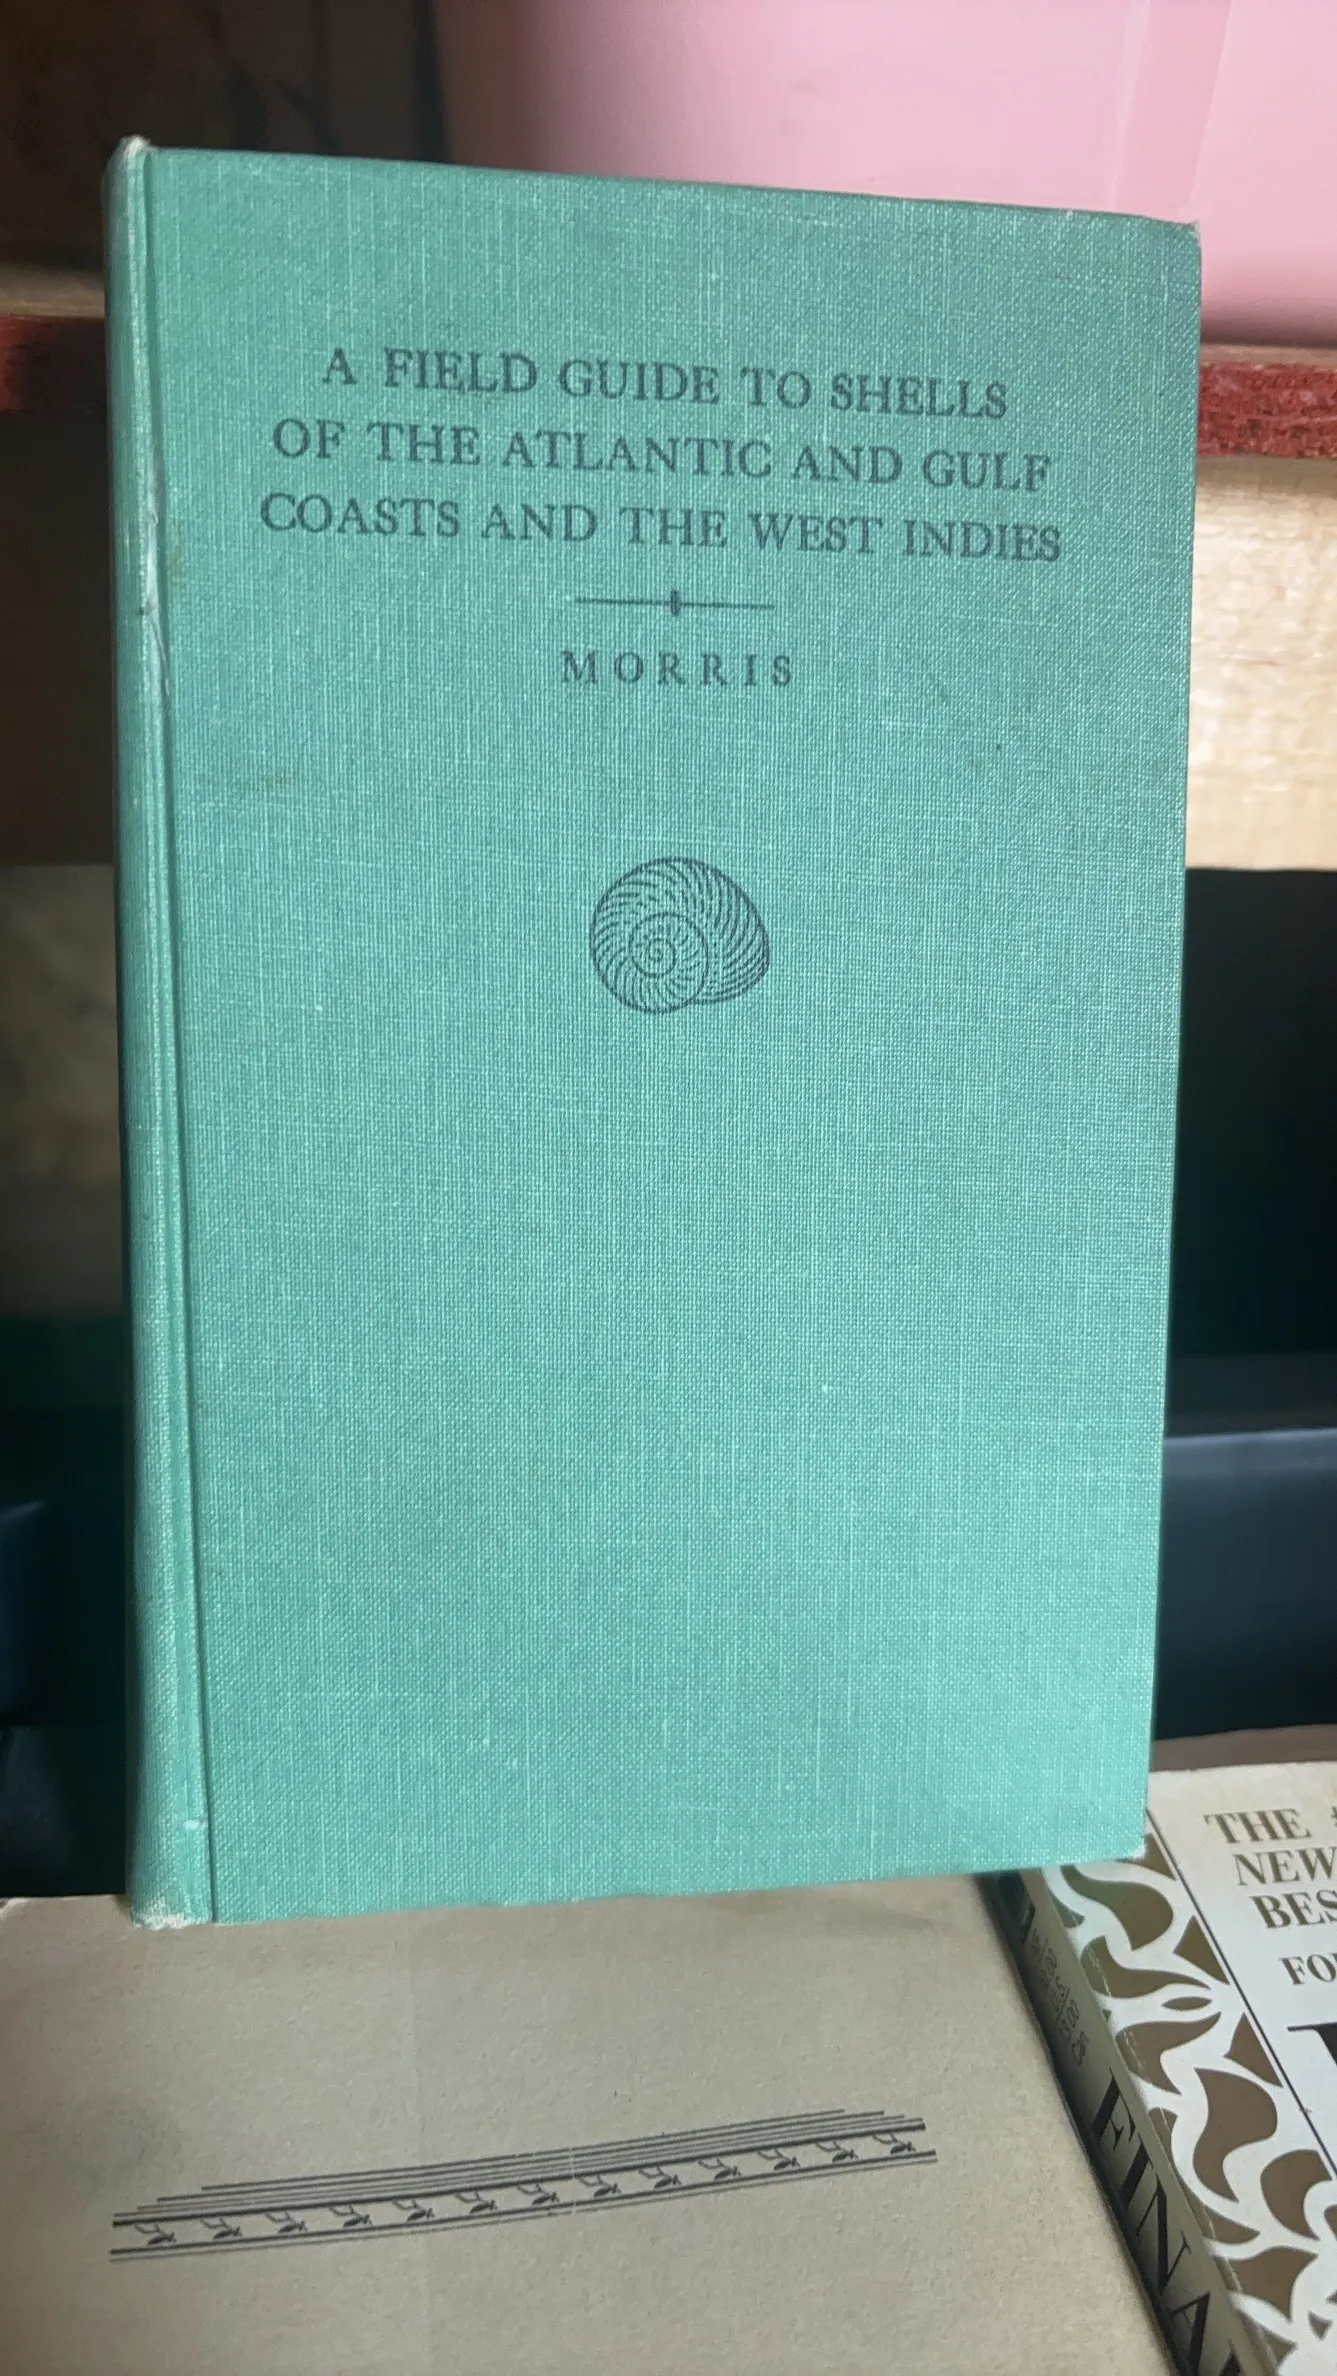 A FIELD GUIDE TO SHELLS
OF THE ATLANTIC AND GULF
COASTS AND THE WEST INDIES
MORRIS
THE
NEW
BES
FO
FINA